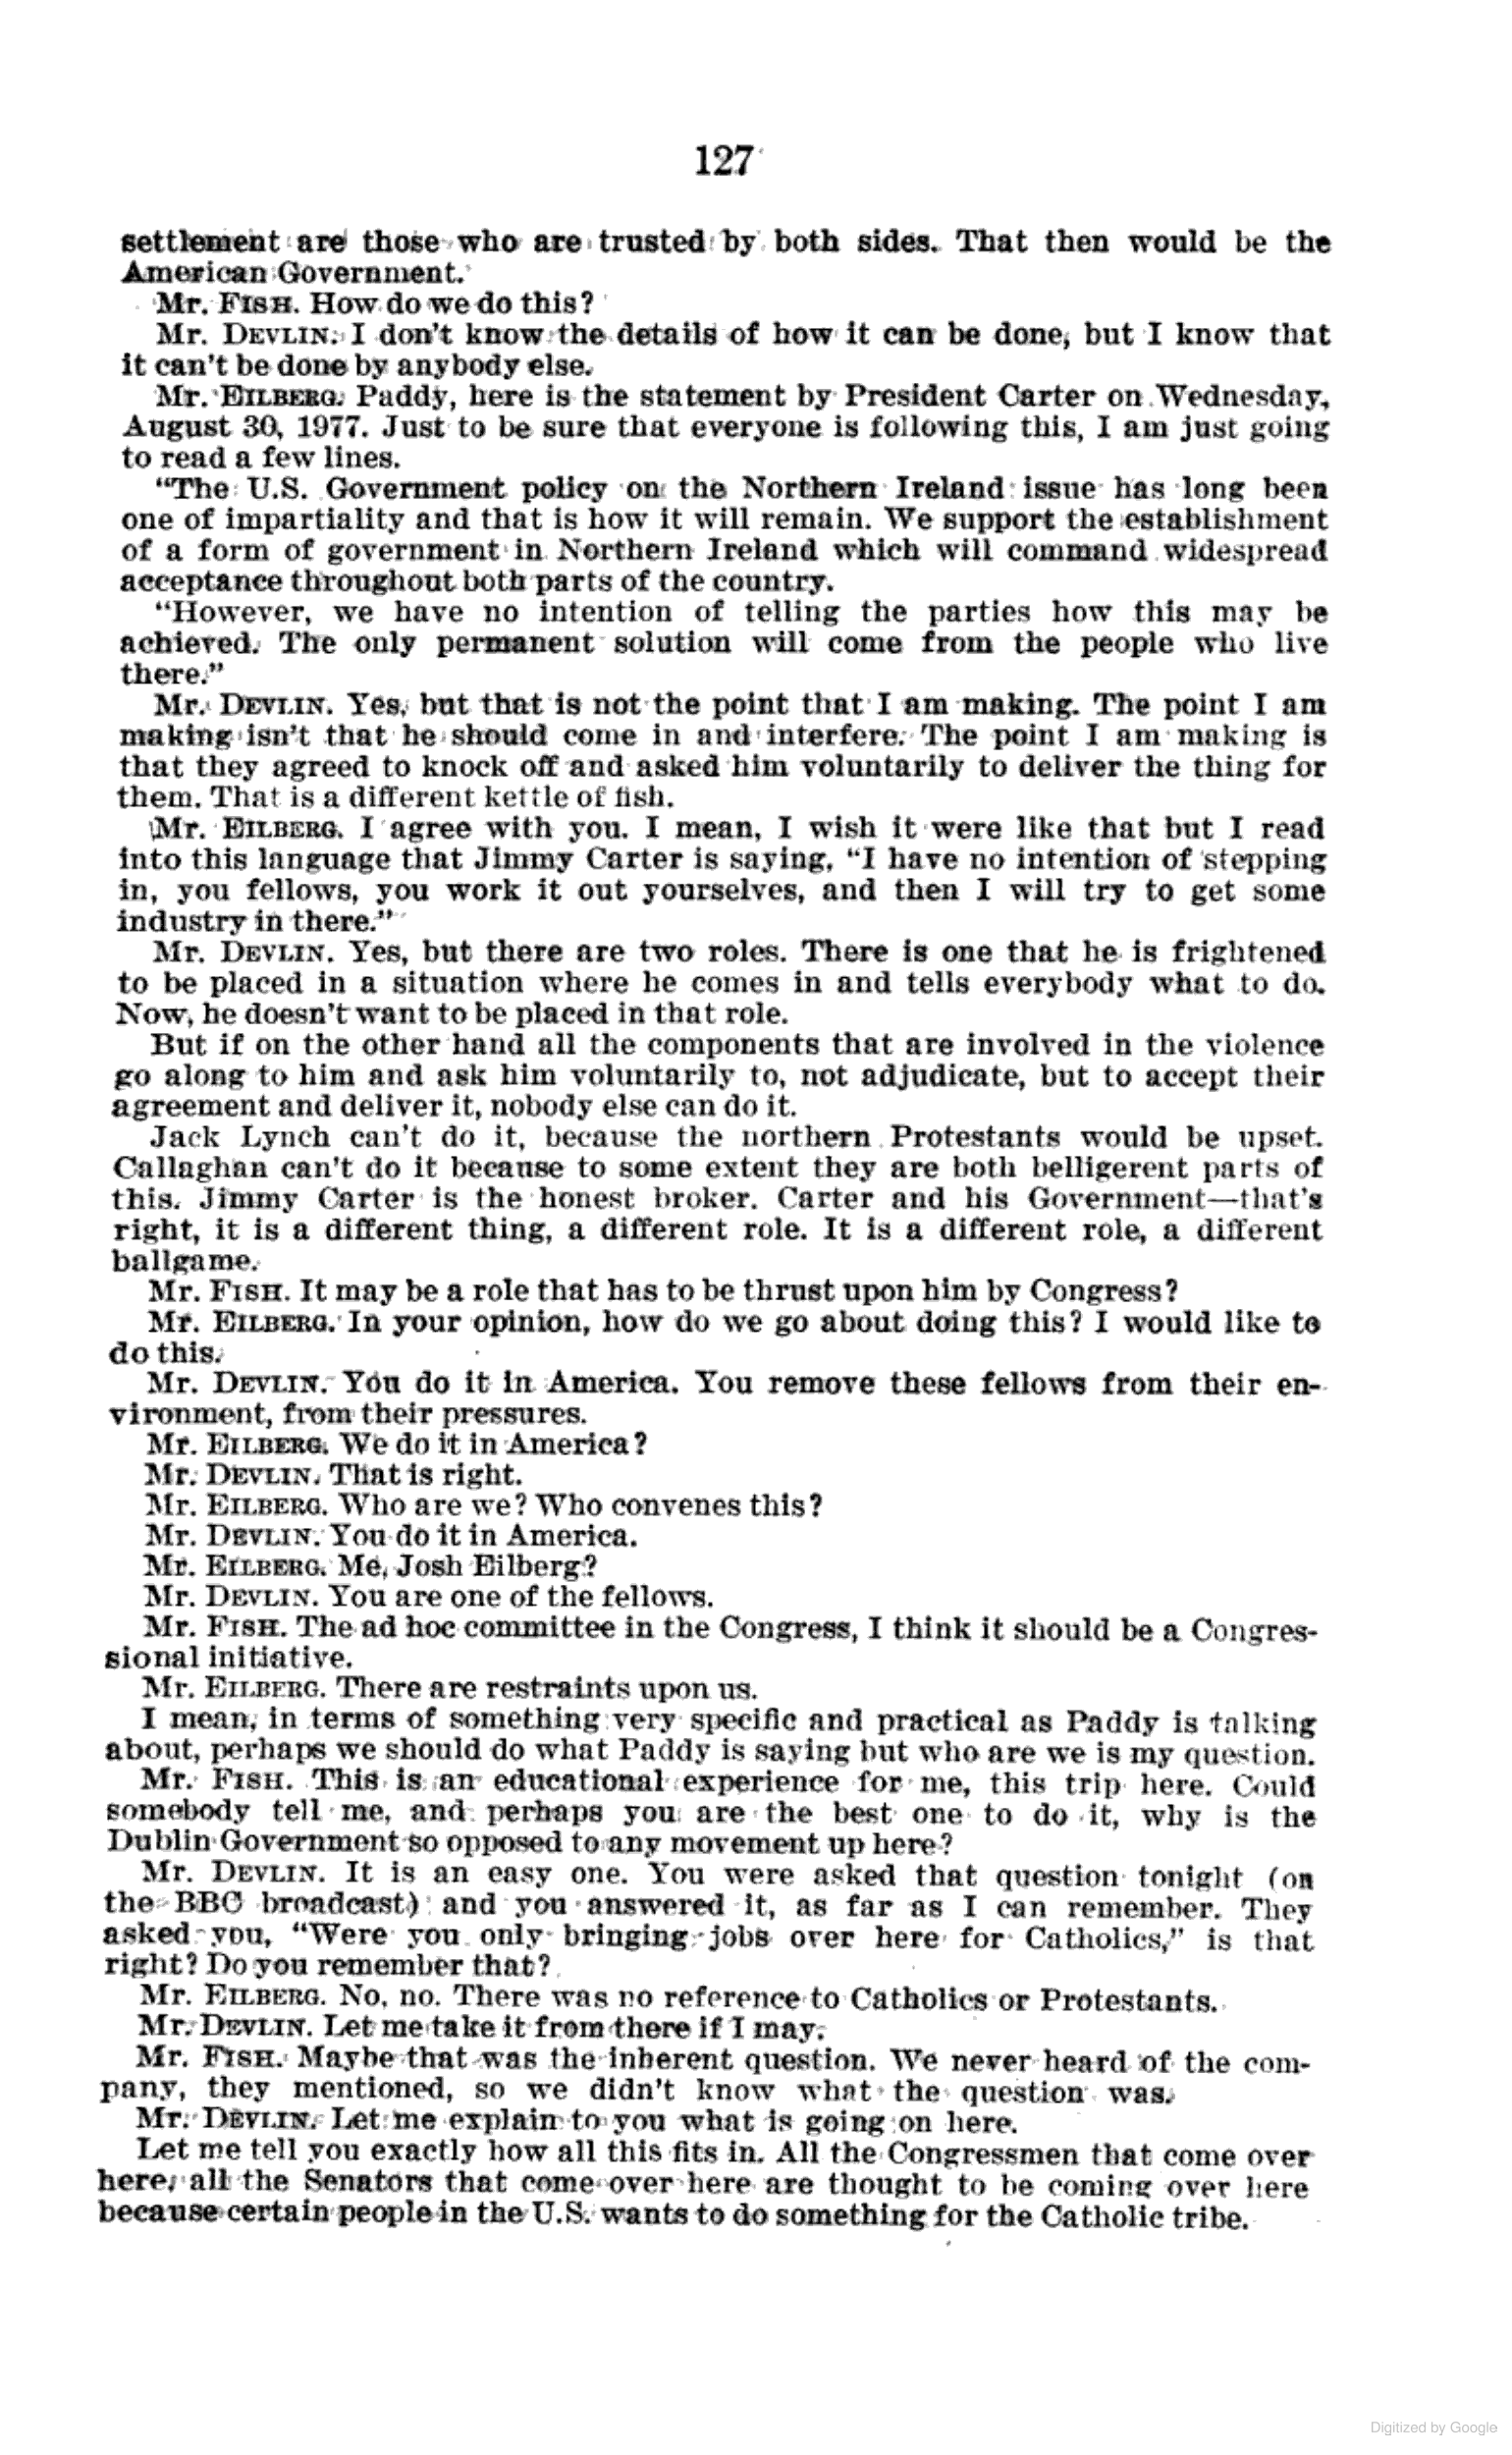 127
settlement are those who are trusted by both sides. That then would be the
American Government.
Mr. FISH. How do we do this?
Mr. DEVLIN. I don't know the details of how it can be done, but I know that
it can't be done by anybody else.
Mr. EILBERG. Paddy, here is the statement by President Carter on Wednesday,
August 30, 1977. Just to be sure that everyone is following this, I am just going
to read a few lines.
"The U.S. Government policy on the Northern Ireland issue has long been
one of impartiality and that is how it will remain. We support the establishment
of a form of government in Northern Ireland which will command widespread
acceptance throughout both parts of the country.
"However, we have no intention of telling the parties how this may be
achieved. The only permanent solution will come from the people who live
there."
Mr. DEVLIN. Yes, but that is not the point that I am making. The point I am
making isn't that he should come in and interfere. The point I am making is
that they agreed to knock off and asked him voluntarily to deliver the thing for
them. That is a different kettle of fish.
Mr. EILBERG. I agree with you. I mean, I wish it were like that but I read
into this language that Jimmy Carter is saying, "I have no intention of stepping
in, you fellows, you work it out yourselves, and then I will try to get some
industry in there."
Mr. DEVLIN. Yes, but there are two roles. There is one that he is frightened
to be placed in a situation where he comes in and tells everybody what to do.
Now, he doesn't want to be placed in that role.
But if on the other hand all the components that are involved in the violence
go along to him and ask him voluntarily to, not adjudicate, but to accept their
agreement and deliver it, nobody else can do it.
Jack Lynch can't do it, because the northern Protestants would be upset.
Callaghan can't do it because to some extent they are both belligerent parts of
this. Jimmy Carter is the honest broker. Carter and his Government—that's
right, it is a different thing, a different role. It is a different role, a different
ballgame.
Mr. FISH. It may be a role that has to be thrust upon him by Congress?
Mr. EILBERG. In your opinion, how do we go about doing this? I would like to
do this.
Mr. DEVLIN. You do it in America. You remove these fellows from their en-
vironment, from their pressures.
Mr. EILBERG. We do it in America?
Mr. DEVLIN. That is right.
Mr. EILBERG. Who are we? Who convenes this?
Mr. DEVLIN. You do it in America.
Mr. EILBERG. Me, Josh Eilberg?
Mr. DEVLIN. You are one of the fellows.
Mr. FISH. The ad hoc committee in the Congress, I think it should be a Congres-
sional initiative.
Mr. EILBERG. There are restraints upon us.
I mean, in terms of something very specific and practical as Paddy is talking
about, perhaps we should do what Paddy is saying but who are we is my question.
Mr. FISH. This is an educational experience for me, this trip here. Could
somebody tell me, and perhaps you are the best one to do it, why is the
Dublin Government so opposed to any movement up here?
Mr. DEVLIN. It is an easy one. You were asked that question tonight (on
the BBC broadcast) and you answered it, as far as I can remember. They
asked you, "Were you only bringing jobs over here for Catholics," is that
right? Do you remember that?
Mr. EILBERG. No, no. There was no reference to Catholics or Protestants.
Mr. DEVLIN. Let me take it from there if I may.
Mr. FISH. Maybe that was the inherent question. We never heard of the com-
pany, they mentioned, so we didn't know what the question was.
Mr. DEVLIN. Let me explain to you what is going on here.
Let me tell you exactly how all this fits in. All the Congressmen that come over
here, all the Senators that come over here are thought to be coming over here
because certain people in the U.S. wants to do something for the Catholic tribe.
Digitized by Google